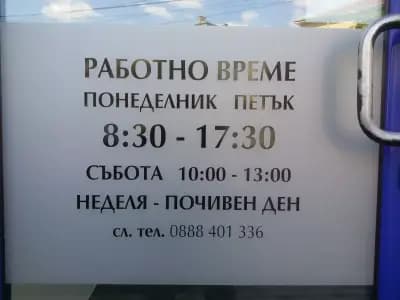 РАБОТНО ВРЕМЕ
ПОНЕДЕЛНИК ПЕТЪК
8:30 - 17:30
СЪБОТА 10:00 - 13:00
НЕДЕЛЯ - ПОЧИВЕН ДЕН
сл. тел. 0888 401 336